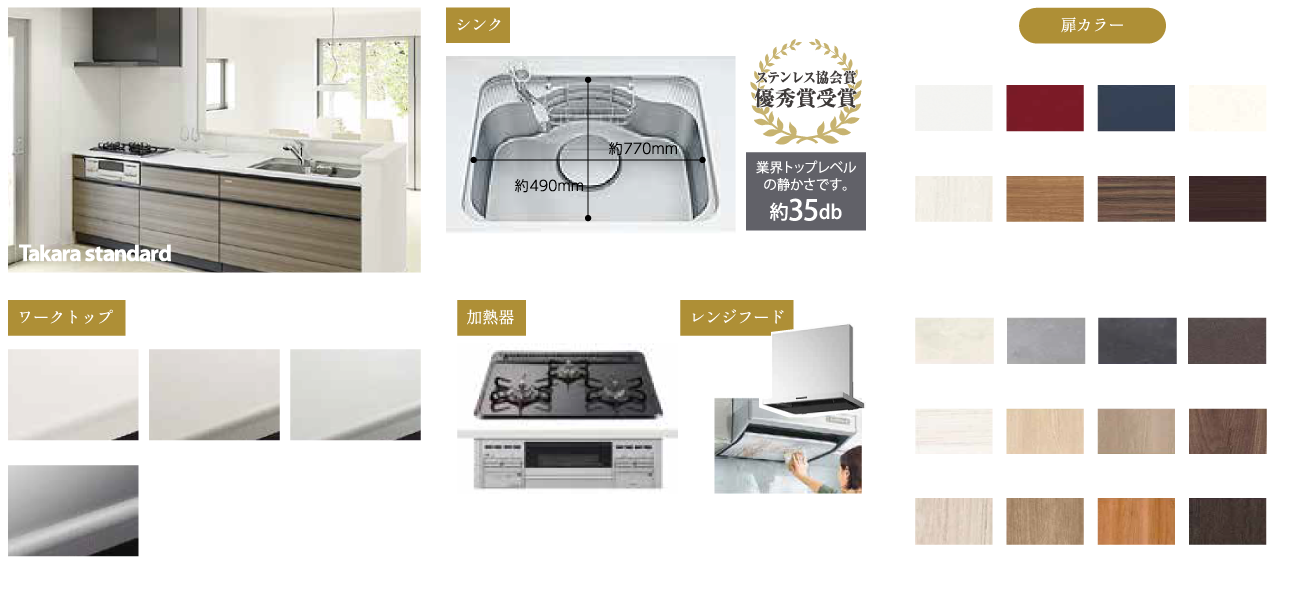 Takara standard
シンク
約770mm
約490mm
ステンレス協会賞
優秀賞受賞
業界トップレベル
の静かさです。
約35db
扉カラー
ワークトップ
加熱器
レンジフード